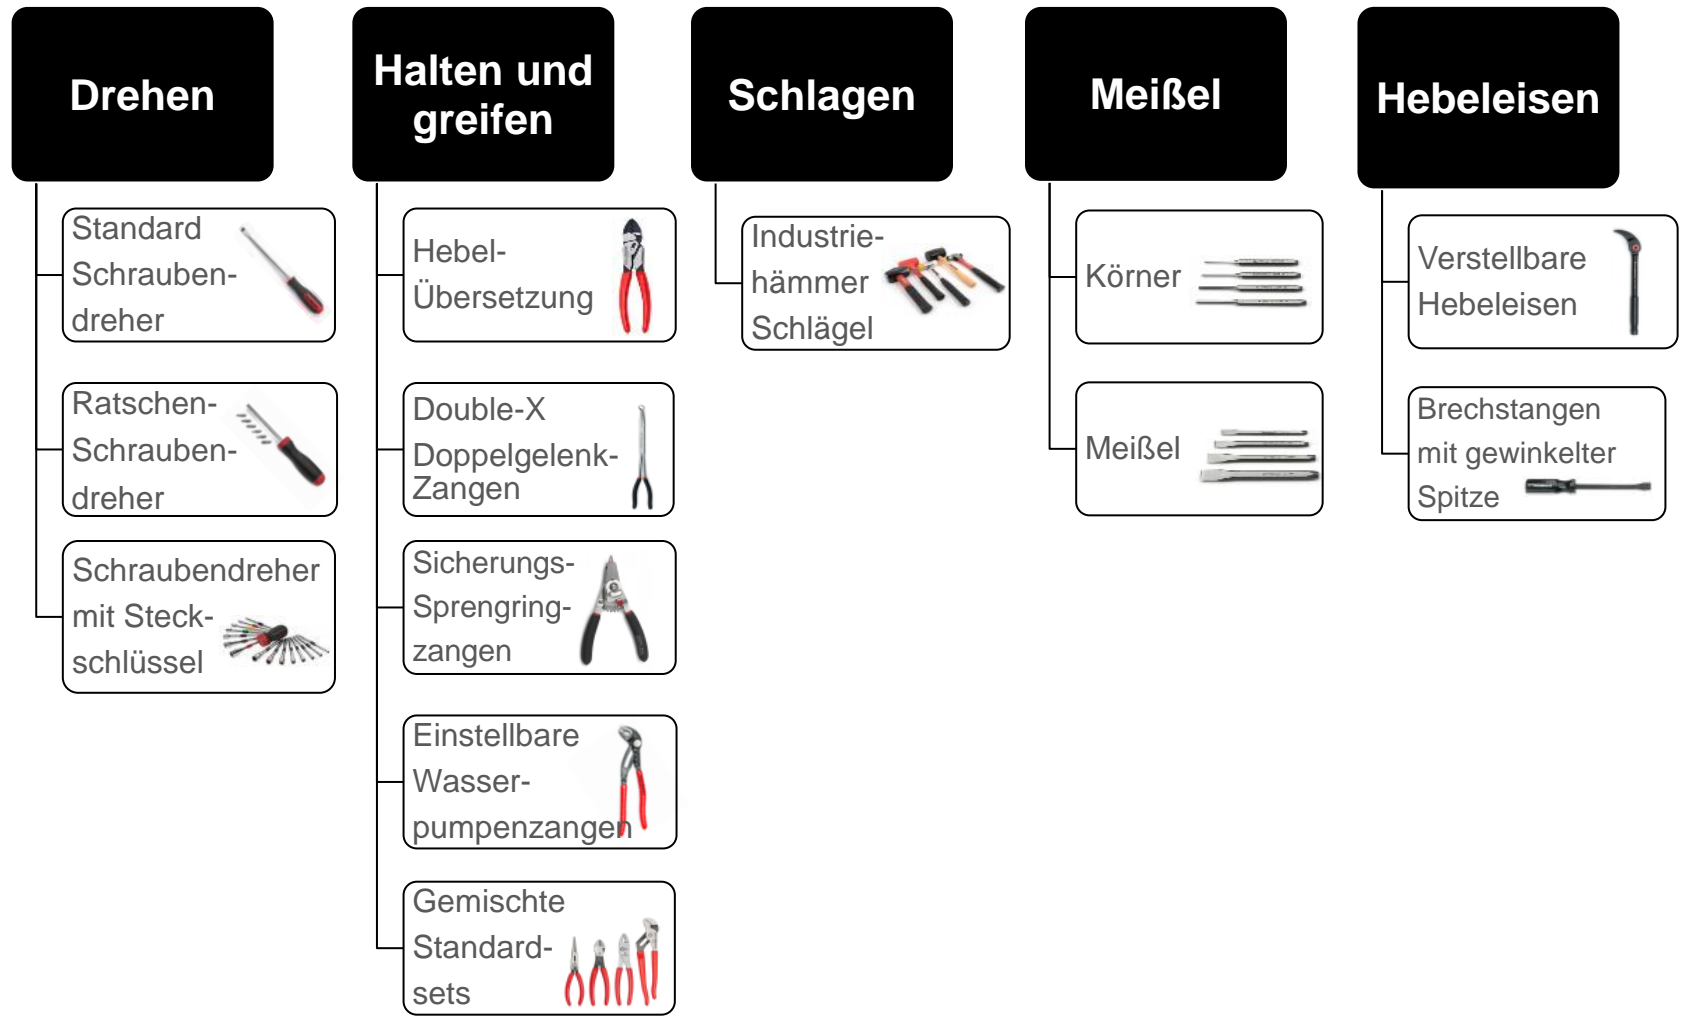 Drehen
Standard
Schrauben-
dreher
Ratschen-
Schrauben-
dreher
Schraubendreher
mit Steck-
schlüssel
Halten und
greifen
Hebel-
Übersetzung
Double-X
Doppelgelenk-
Zangen
Sicherungs-
Sprengring-
zangen
Einstellbare
Wasser-
pumpenzangen
Gemischte
Standard-
sets
Schlagen
Industrie-
hämmer
Schlägel
Meißel
Körner
Meißel
Hebeleisen
Verstellbare
Hebeleisen
Brechstangen
mit gewinkelter
Spitze